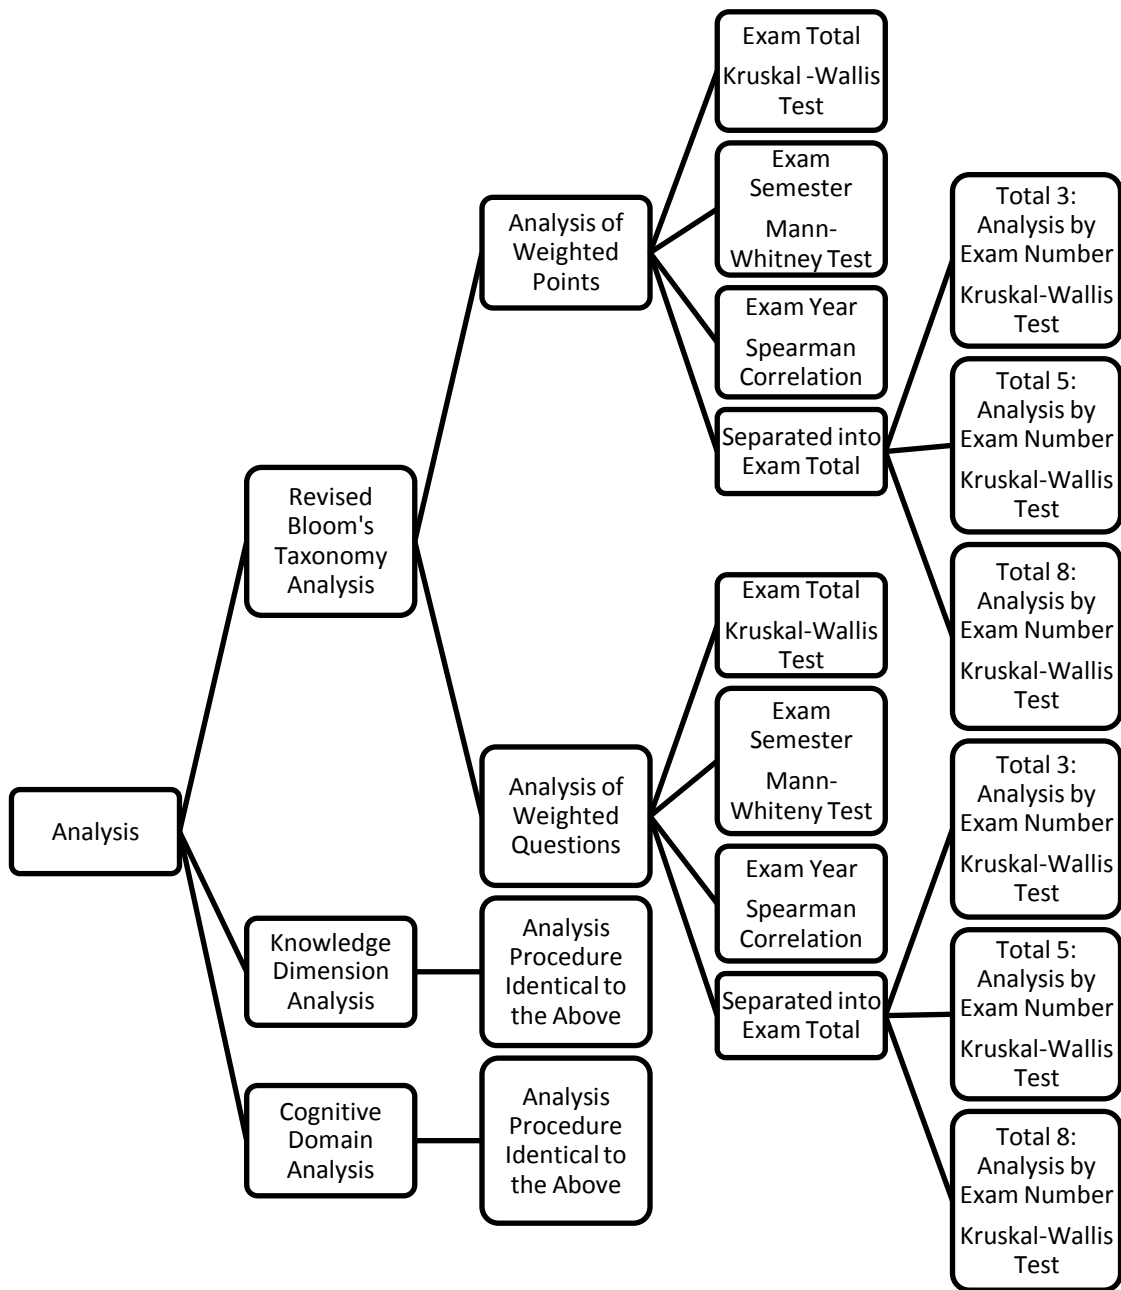 Analysis
Revised
Bloom's
Taxonomy
Analysis
Analysis of
Weighted
Points
Exam Total
Kruskal -Wallis
Test
Exam
Semester
Mann-
Whitney Test
Exam Year
Spearman
Correlation
Separated into
Exam Total
Total 3:
Analysis by
Exam Number
Kruskal-Wallis
Test
Total 5:
Analysis by
Exam Number
Kruskal-Wallis
Test
Total 8:
Analysis by
Exam Number
Kruskal-Wallis
Test
Analysis of
Weighted
Questions
Exam Total
Kruskal-Wallis
Test
Exam
Semester
Mann-
Whiteny Test
Exam Year
Spearman
Correlation
Separated into
Exam Total
Total 3:
Analysis by
Exam Number
Kruskal-Wallis
Test
Total 5:
Analysis by
Exam Number
Kruskal-Wallis
Test
Total 8:
Analysis by
Exam Number
Kruskal-Wallis
Test
Knowledge
Dimension
Analysis
Analysis
Procedure
Identical to
the Above
Cognitive
Domain
Analysis
Analysis
Procedure
Identical to
the Above